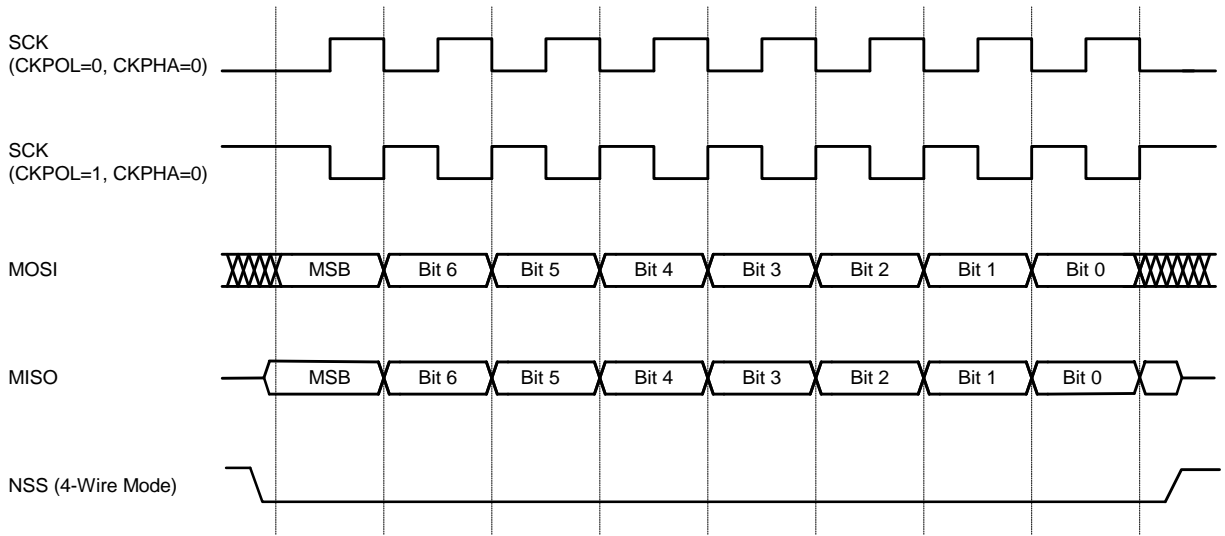 SCK
(CKPOL=0, CKPHA=0)
SCK
(CKPOL=1, CKPHA=0)
MOSI MSB Bit 6 Bit 5 Bit 4 Bit 3 Bit 2 Bit 1 Bit 0
MISO MSB Bit 6 Bit 5 Bit 4 Bit 3 Bit 2 Bit 1 Bit 0
NSS (4-Wire Mode)